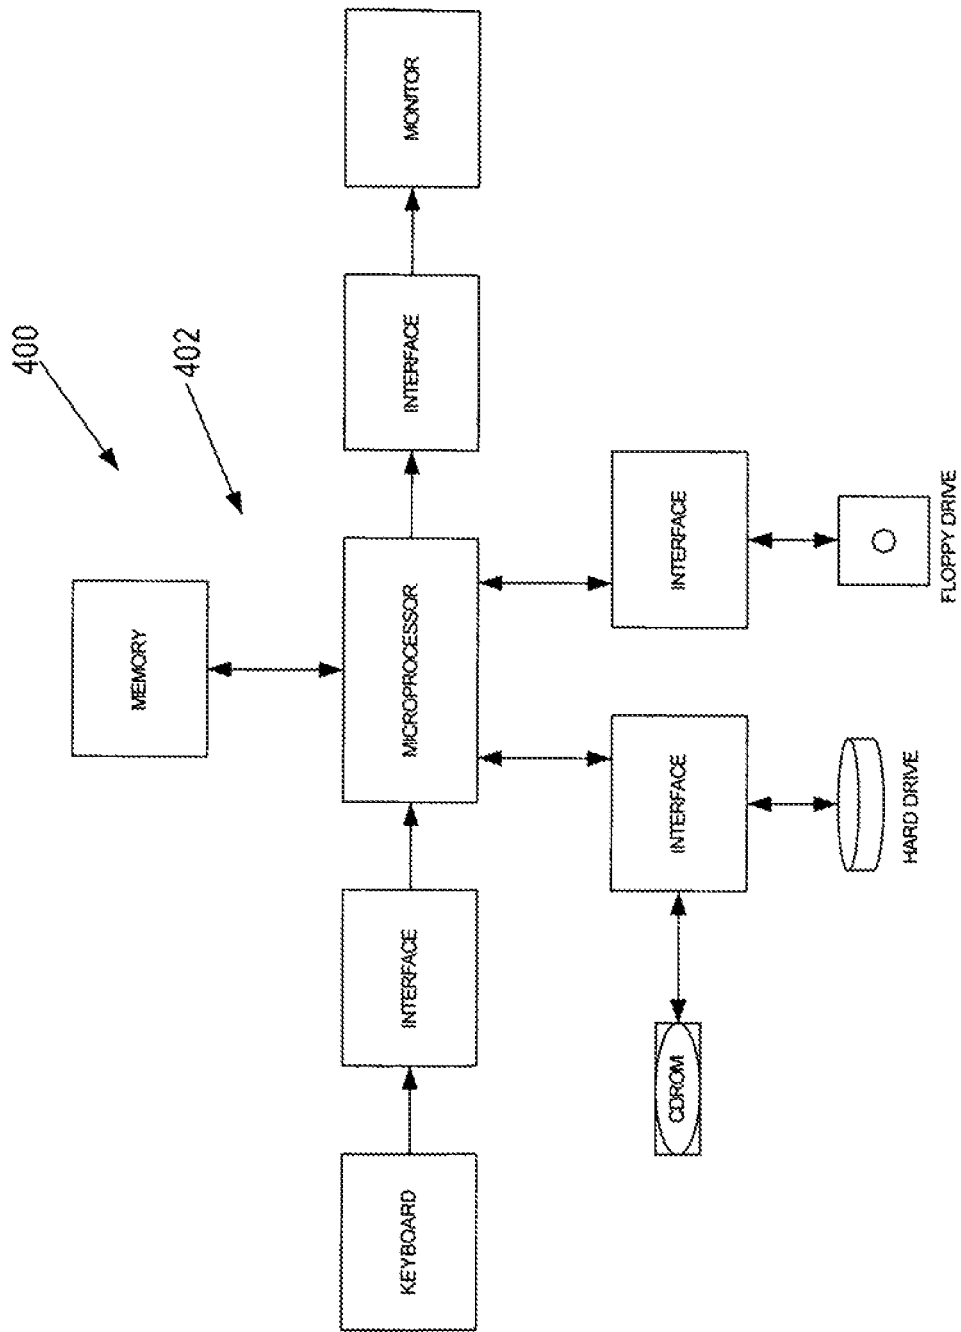 400
402
MEMORY
KEYBOARD
INTERFACE
MICROPROCESSOR
INTERFACE
MONITOR
INTERFACE
INTERFACE
CDROM
HARD DRIVE
FLOPPY DRIVE